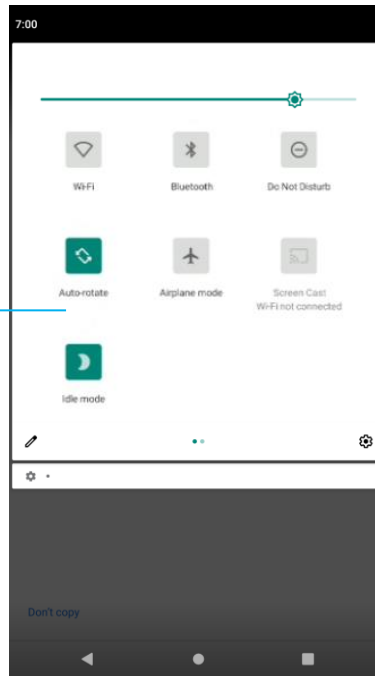 7:00
Wi-Fi Bluetooth Do Not Disturb
Auto-rotate Airplane mode Screen Cast
Wi-Fi not connected
Idle mode
Don't copy